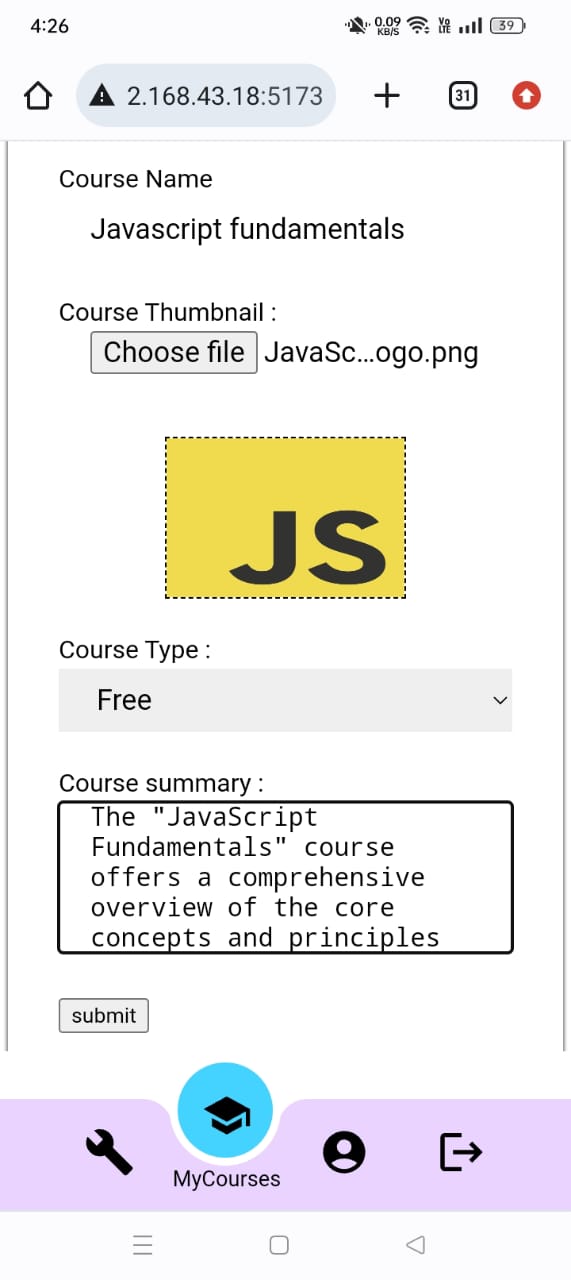 4:26
0.09
KB/S
Vo
LTE
39
2.168.43.18:5173
31
Course Name
Javascript fundamentals
Course Thumbnail :
Choose file JavaSc...ogo.png
JS
Course Type :
Free
Course summary :
The "JavaScript
Fundamentals" course
offers a comprehensive
overview of the core
concepts and principles
submit
MyCourses